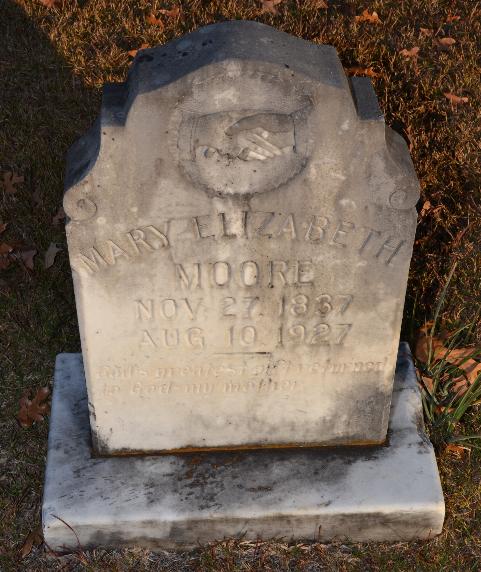 MARY ELIZABETH
MOORE
NOV. 27. 1837
AUG 10. 1927
God's greatest gift returned
to God-my mother